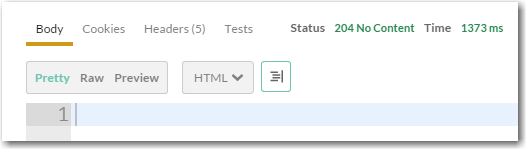 Body Cookies Headers (5) Tests Status 204 No Content Time 1373 ms
Pretty Raw Preview HTML
1